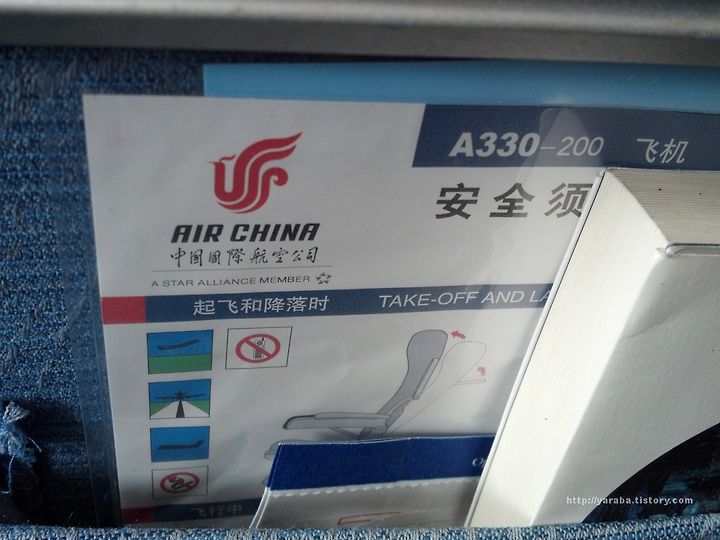 A330-200 飞机
安全须
AIR CHINA
中国国際航空公司
A STAR ALLIANCE MEMBER
起飞和降落时 TAKE-OFF AND LA
飞行中
http://yaraba.tistory.com